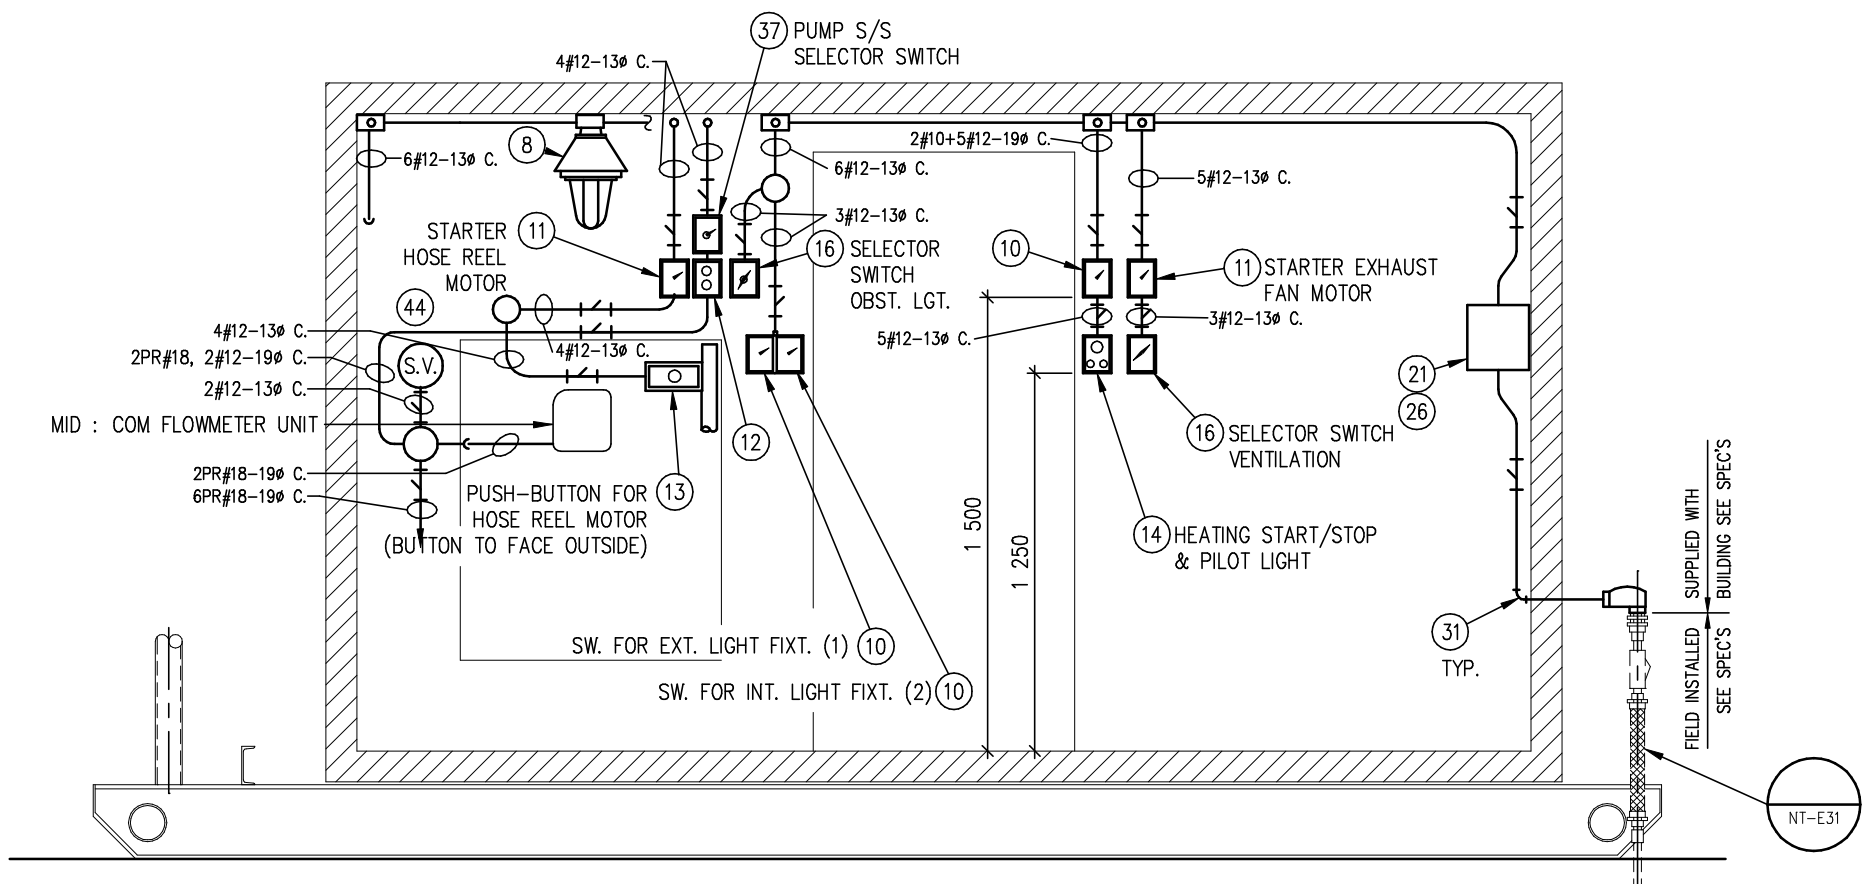 37 PUMP S/S
SELECTOR SWITCH
4#12-13ø C.
8
6#12-13ø C.
2#10+5#12-19ø C.
6#12-13ø C.
5#12-13ø C.
3#12-13ø C.
STARTER
HOSE REEL
MOTOR
11
16 SELECTOR
SWITCH
OBST. LGT.
10
11 STARTER EXHAUST
FAN MOTOR
44
4#12-13ø C.
2PR#18, 2#12-19ø C.
2#12-13ø C.
S.V.
4#12-13ø C.
5#12-13ø C.
3#12-13ø C.
21
26
MID : COM FLOWMETER UNIT
12
16 SELECTOR SWITCH
VENTILATION
2PR#18-19ø C.
6PR#18-19ø C.
PUSH-BUTTON FOR
HOSE REEL MOTOR
(BUTTON TO FACE OUTSIDE)
13
1 500
1 250
14 HEATING START/STOP
& PILOT LIGHT
SUPPLIED WITH
BUILDING SEE SPEC'S
31
TYP.
SW. FOR EXT. LIGHT FIXT. (1) 10
SW. FOR INT. LIGHT FIXT. (2) 10
FIELD INSTALLED
SEE SPEC'S
NT-E31